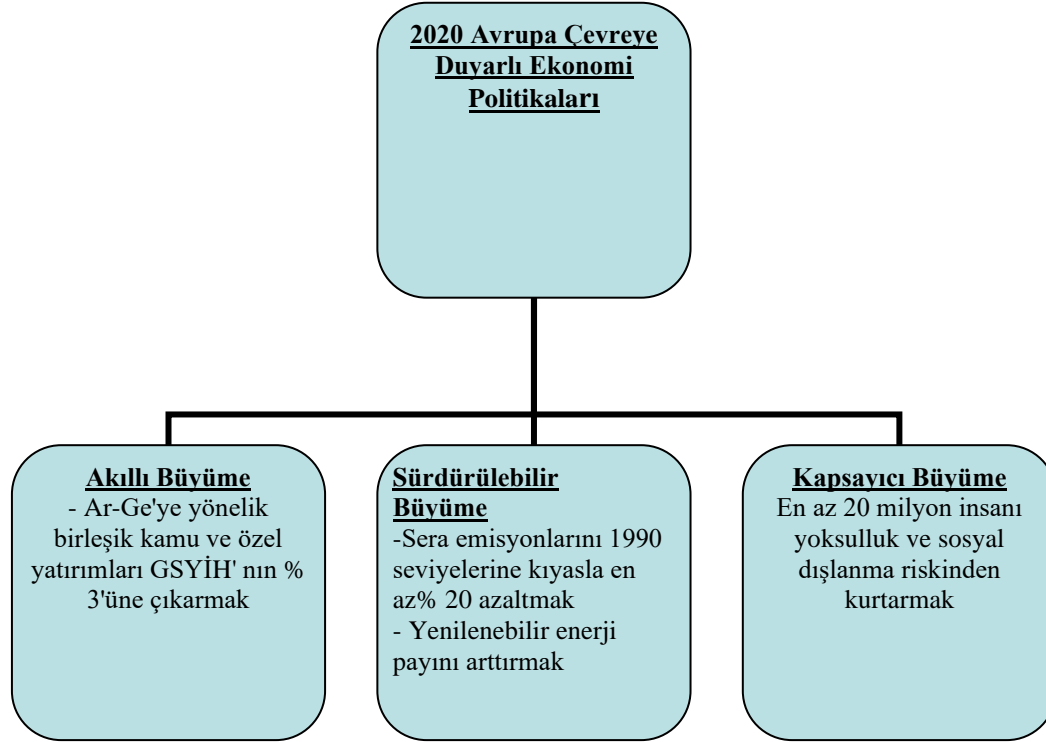 2020 Avrupa Çevreye
Duyarlı Ekonomi
Politikaları
Akıllı Büyüme
- Ar-Ge'ye yönelik
birleşik kamu ve özel
yatırımları GSYİH' nın %
3'üne çıkarmak
Sürdürülebilir
Büyüme
-Sera emisyonlarını 1990
seviyelerine kıyasla en
az% 20 azaltmak
- Yenilenebilir enerji
payını arttırmak
Kapsayıcı Büyüme
En az 20 milyon insanı
yoksulluk ve sosyal
dışlanma riskinden
kurtarmak